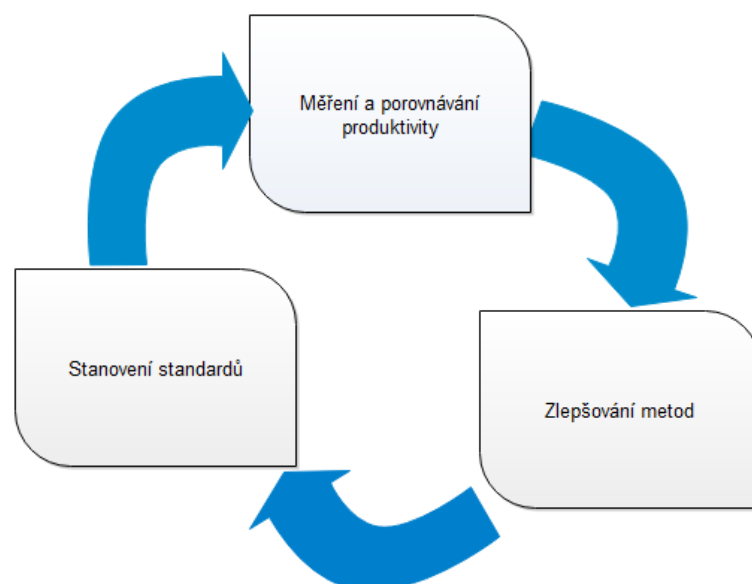 Měření a porovnávání
produktivity
Stanovení standardů
Zlepšování metod